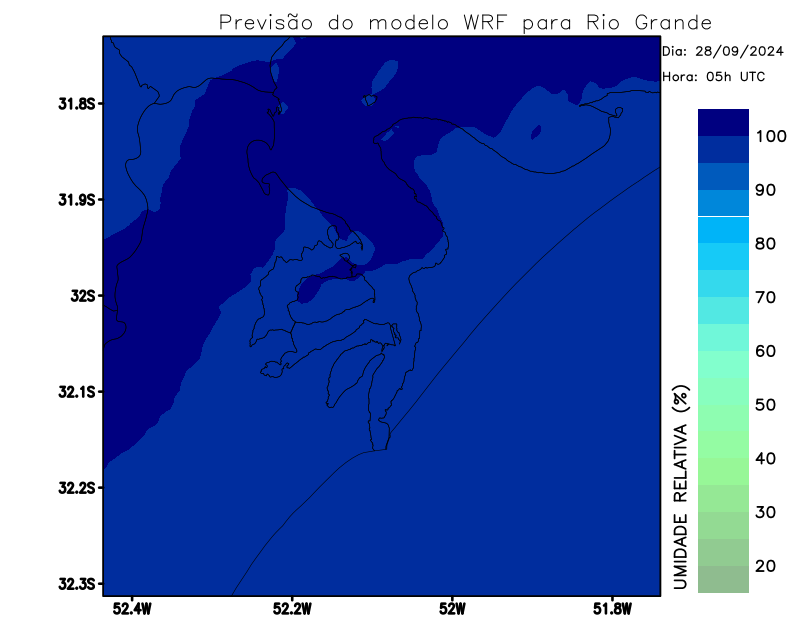 Previsão do modelo WRF para Rio Grande
Dia: 28/09/2024
Hora: 05h UTC
31.8S
31.9S
32S
32.1S
32.2S
32.3S
52.4W
52.2W
52W
51.8W
UMIDADE RELATIVA (%)
100
90
80
70
60
50
40
30
20